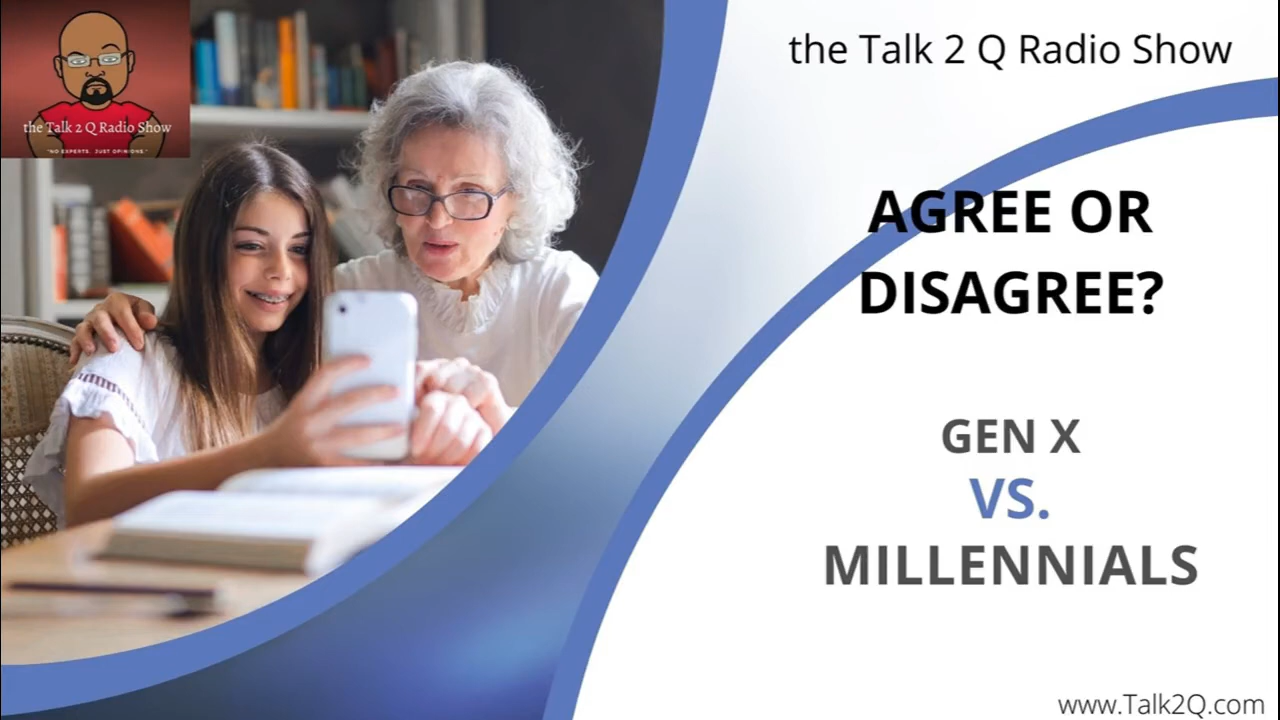 the Talk 2 Q Radio Show
"NO EXPERTS. JUST OPINIONS."
the Talk 2 Q Radio Show
AGREE OR
DISAGREE?
GEN X
VS.
MILLENNIALS
www.Talk2Q.com